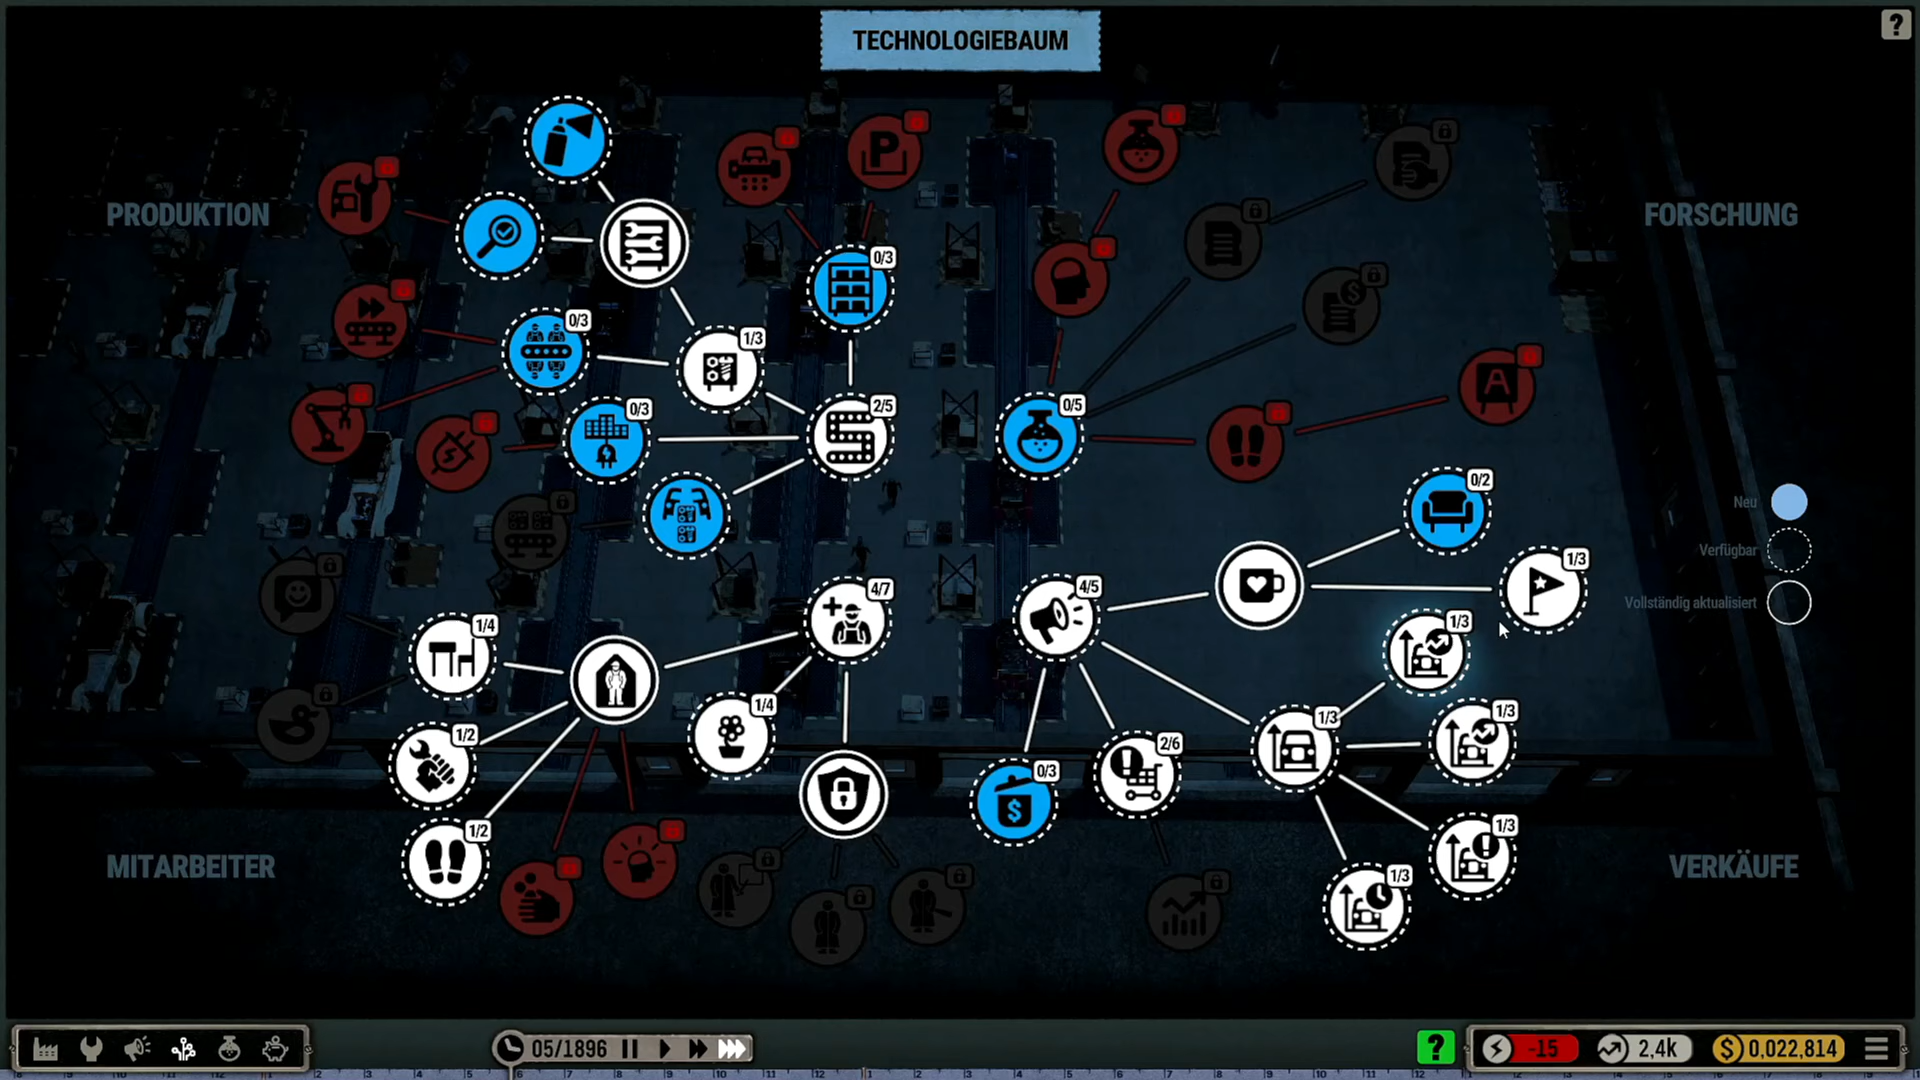 TECHNOLOGIEBAUM
?
PRODUKTION
FORSCHUNG
P
0/3
0/3
1/3
A
0/3
2/5
0/5
0/2
Neu
Verfügbar
1/3
4/7
4/5
Vollständig aktualisiert
1/4
1/3
1/4
1/3
1/3
1/2
2/6
0/3
$
1/2
1/3
MITARBEITER
VERKÄUFE
1/3
05/1896
?
-15
2,4k
$
0,022,814